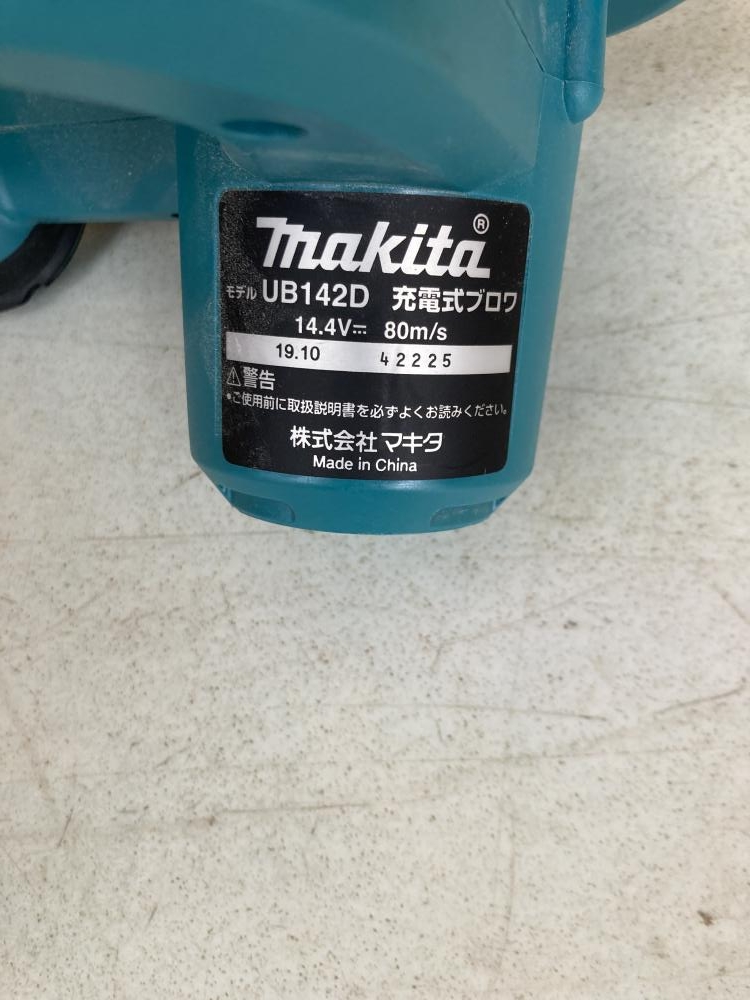 makita®
モデル UB142D 充電式ブロワ
14.4V⎓ 80m/s
19.10 42225
⚠警告
•ご使用前に取扱説明書を必ずよくお読みください。
株式会社マキタ
Made in China